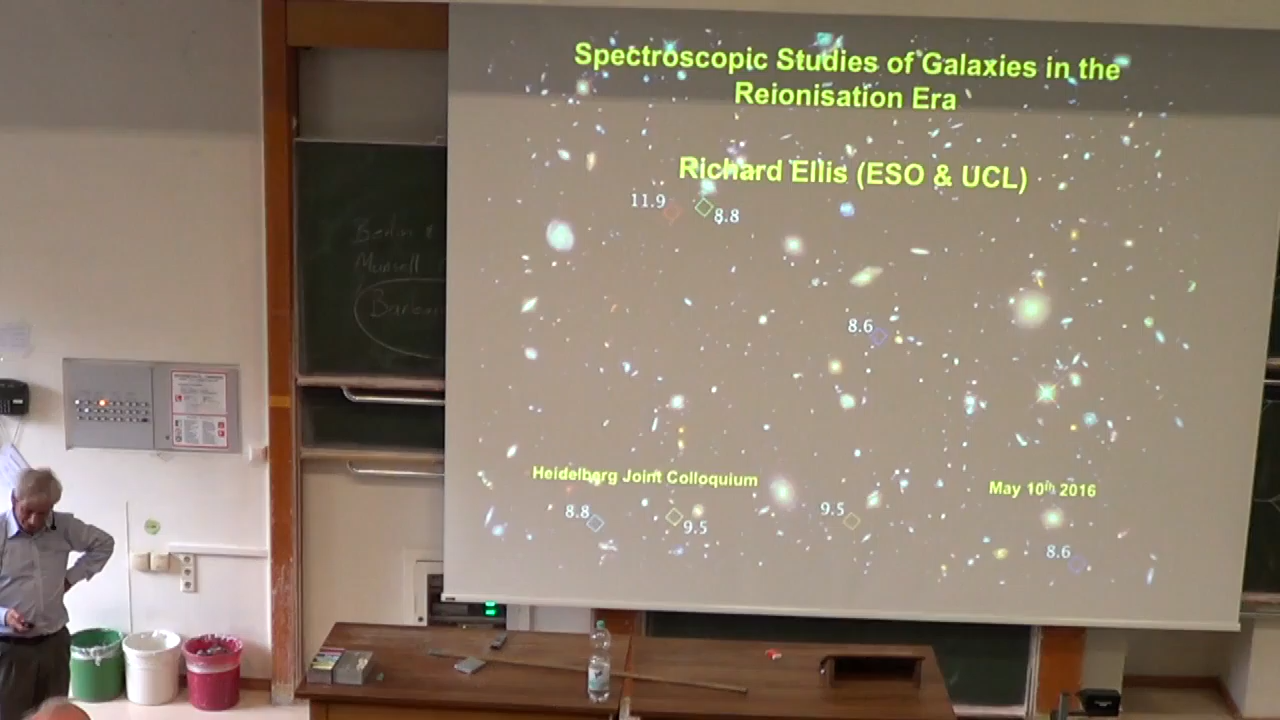 Spectroscopic Studies of Galaxies in the
Reionisation Era
Richard Ellis (ESO & UCL)
11.9
8.8
8.6
Heidelberg Joint Colloquium
May 10th 2016
8.8
9.5
9.5
8.6
Berlin &